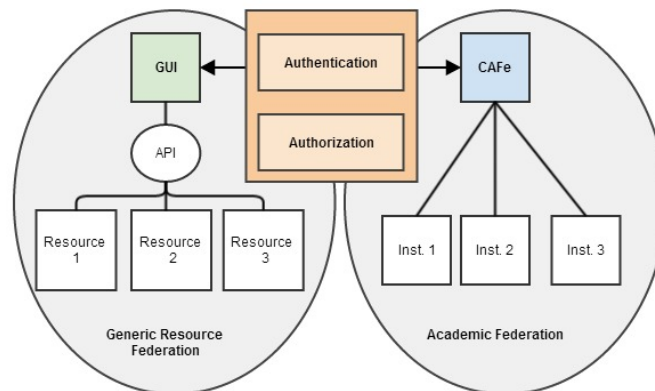 GUI
Authentication
CAFe
Authorization
API
Resource
1
Resource
2
Resource
3
Inst. 1
Inst. 2
Inst. 3
Generic Resource
Federation
Academic Federation